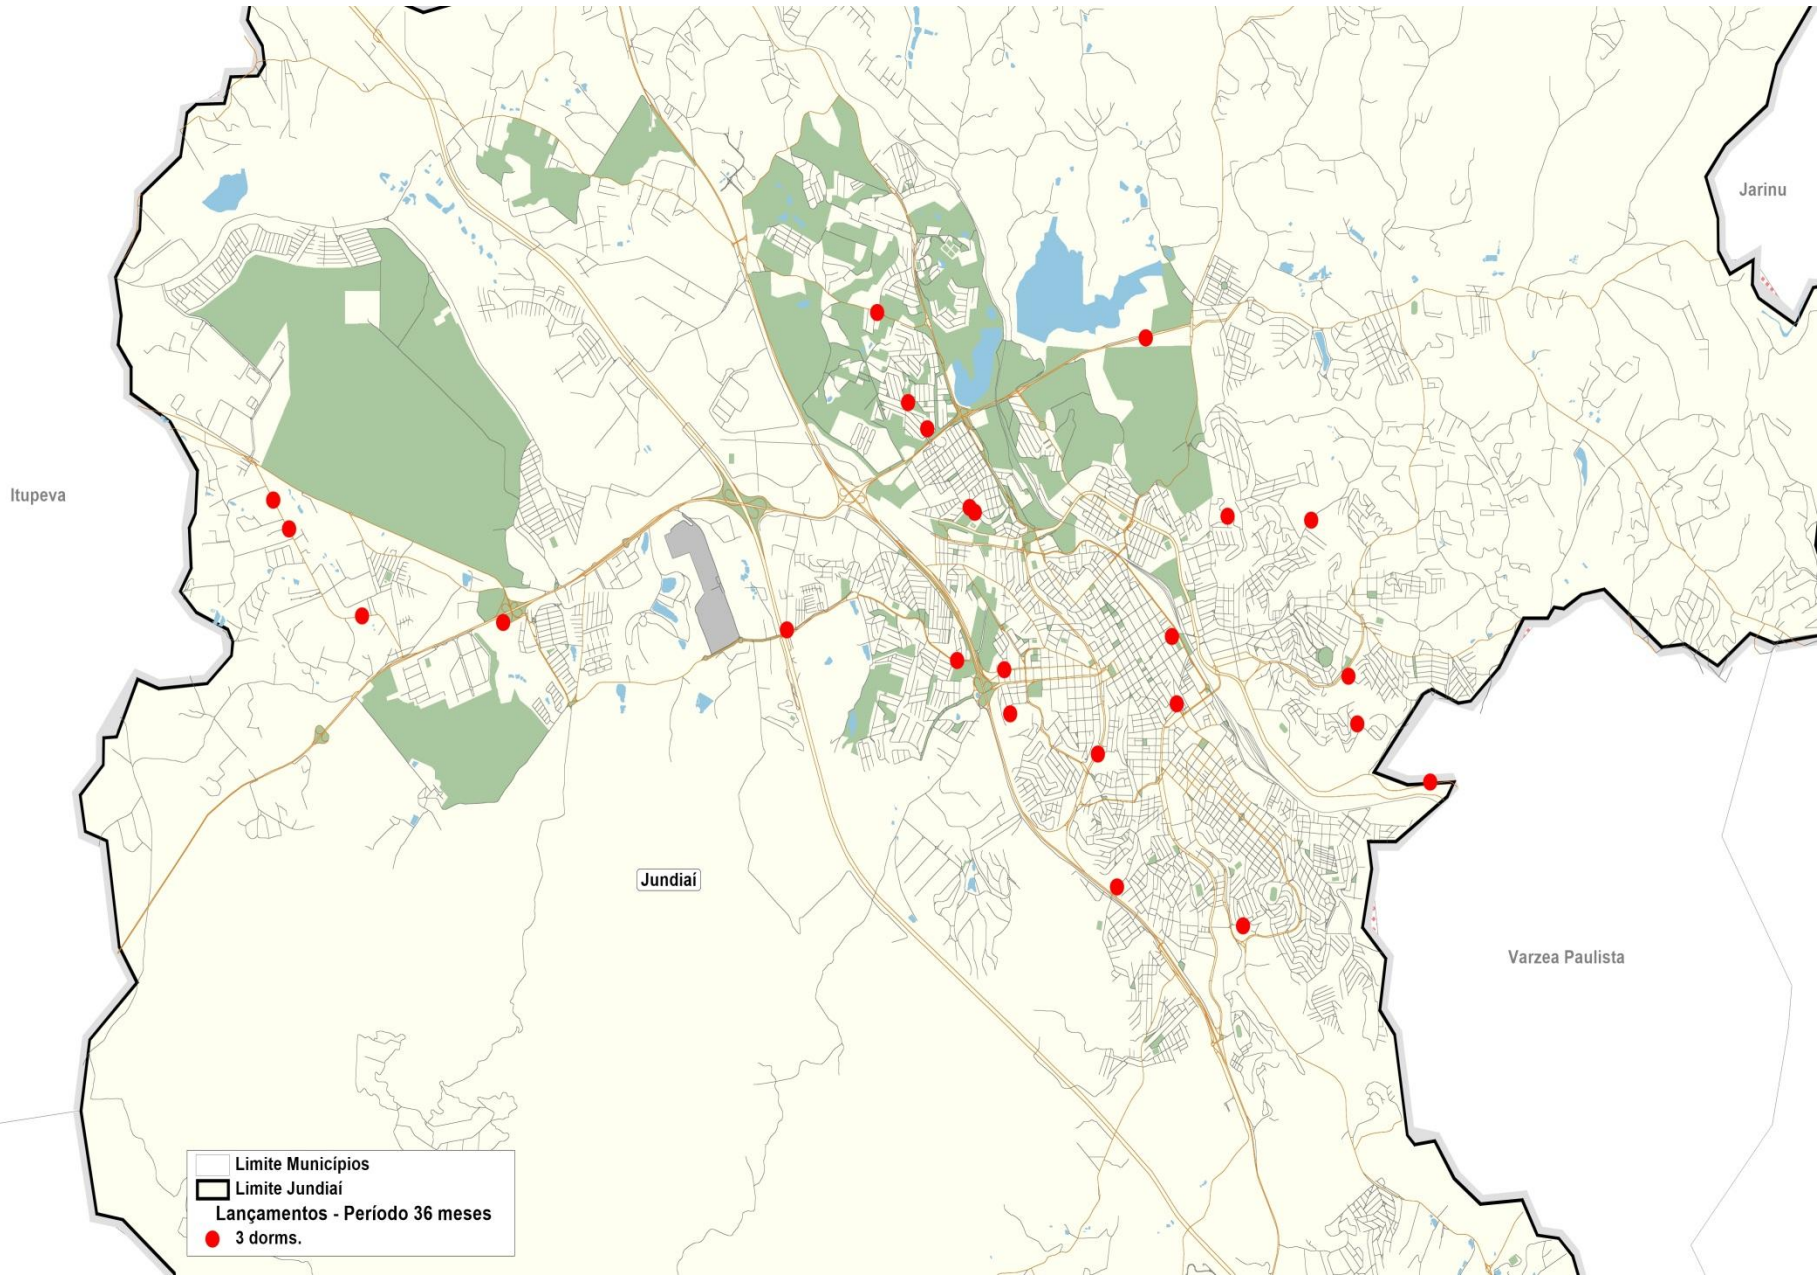 Jarinu
Itupeva
Jundiaí
Varzea Paulista
Limite Municípios
Limite Jundiaí
Lançamentos - Período 36 meses
3 dorms.